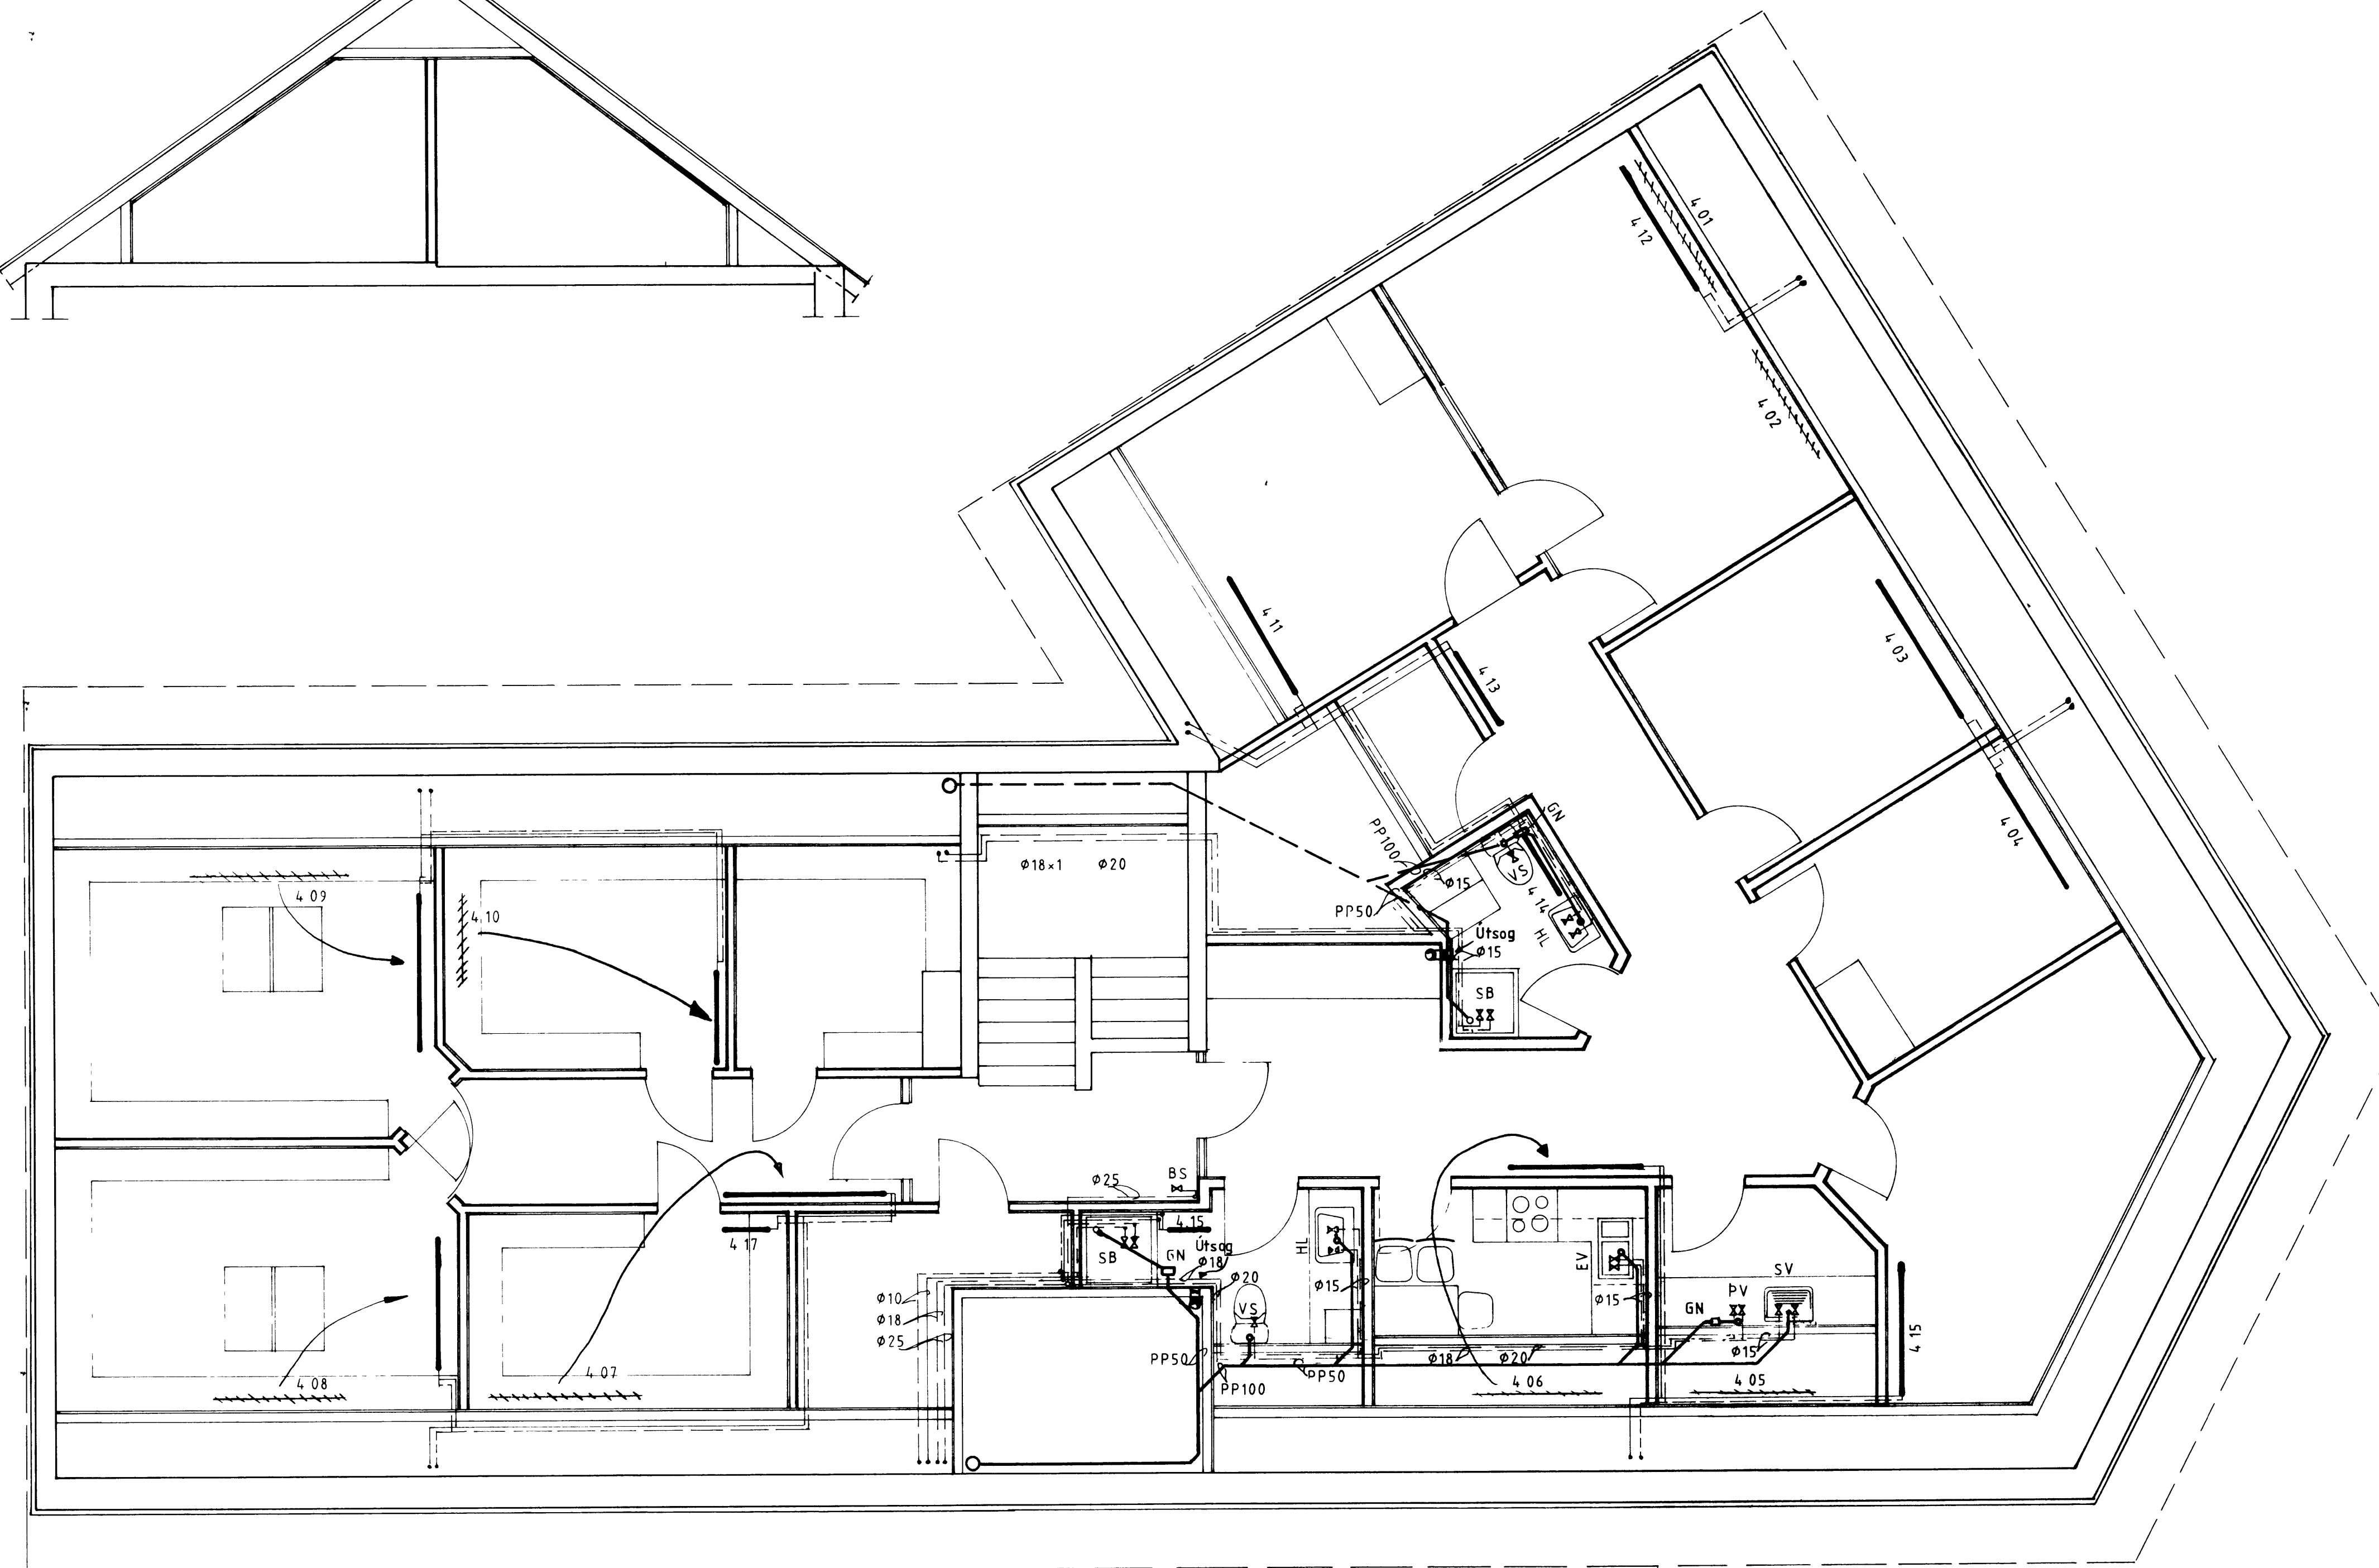 4 01
4 12
4 02
4 11
4 03
4 13
GN
4 04
PP100
VS
Ø18×1 Ø20
Ø15
4 14
4 09
4.10
PP50
HL
Útsog
Ø15
SB
Ø25
BS
4.15
4 17
HL
SB
GN
Útsog
Ø18
Ø20
EV
SV
Ø15
Ø10
PV
Ø15
GN
VS
Ø18
Ø25
4 15
PP50
Ø18
Ø20
Ø15
4 07
PP50
4 08
PP100
4 06
4 05